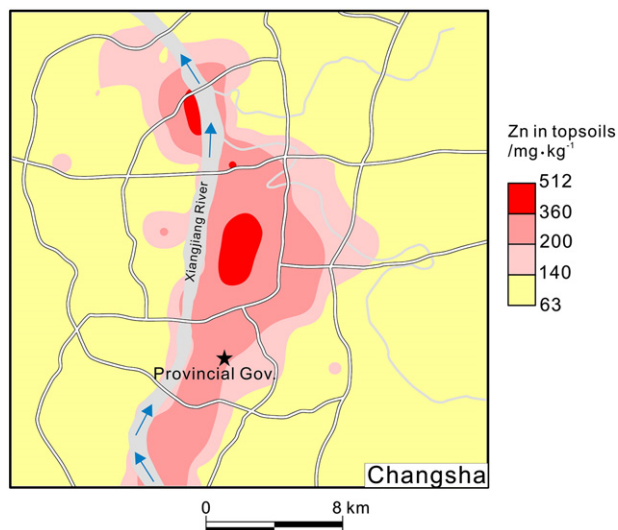 Zn in topsoils
/mg·kg⁻¹
512
360
200
140
63
Xiangjiang River
Provincial Gov.
Changsha
0 8 km